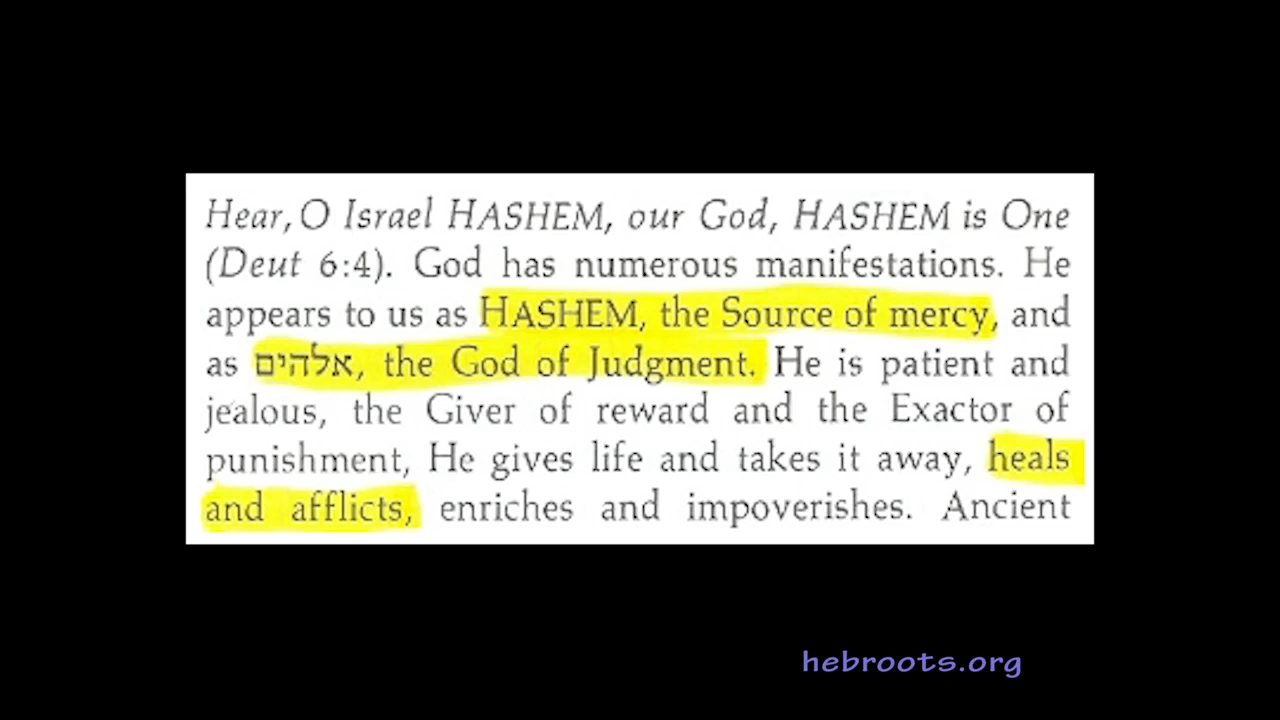 Hear, O Israel HASHEM, our God, HASHEM is One
(Deut 6:4). God has numerous manifestations. He
appears to us as HASHEM, the Source of mercy, and
as אלהים, the God of Judgment. He is patient and
jealous, the Giver of reward and the Exactor of
punishment, He gives life and takes it away, heals
and afflicts, enriches and impoverishes. Ancient
hebroots.org